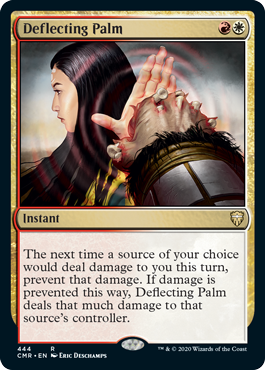 Deflecting Palm
Instant
The next time a source of your choice
would deal damage to you this turn,
prevent that damage. If damage is
prevented this way, Deflecting Palm
deals that much damage to that
source's controller.
444 R
CMR • EN Eric Deschamps
™ & © 2020 Wizards of the Coast